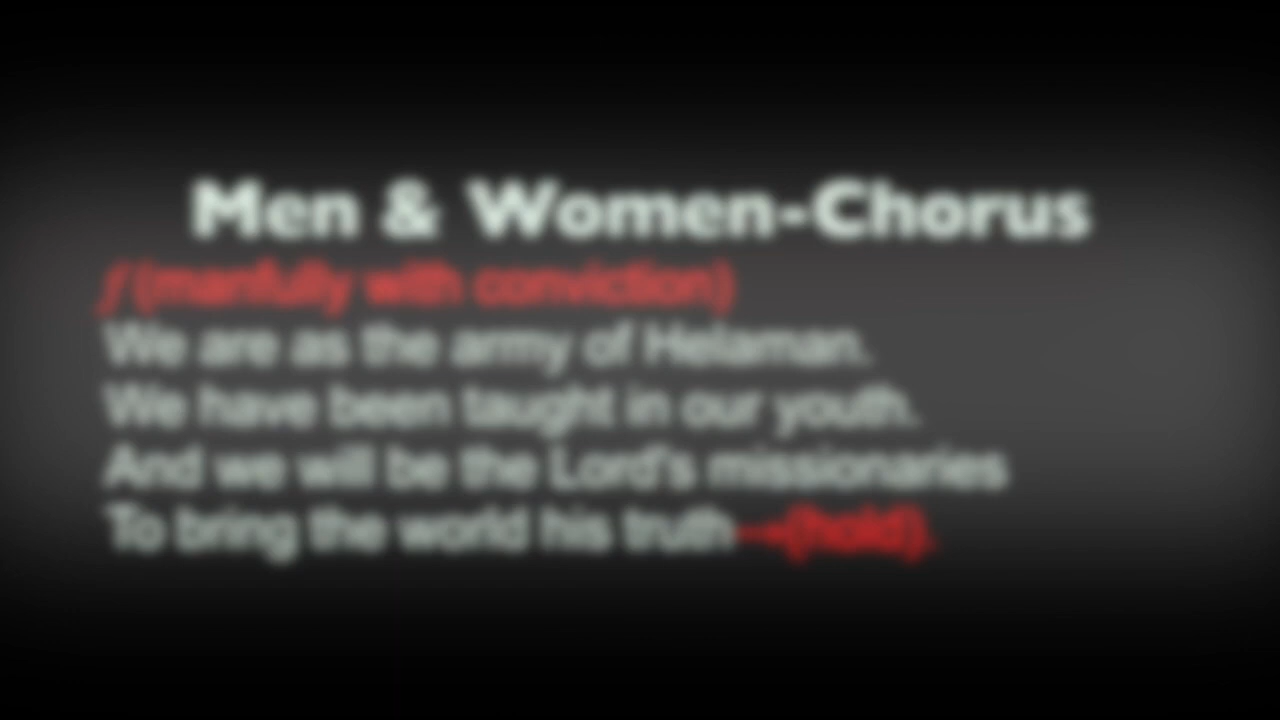 Men & Women-Chorus
f (manfully with conviction)
We are as the army of Helaman.
We have been taught in our youth.
And we will be the Lord's missionaries
To bring the world his truth→(hold).